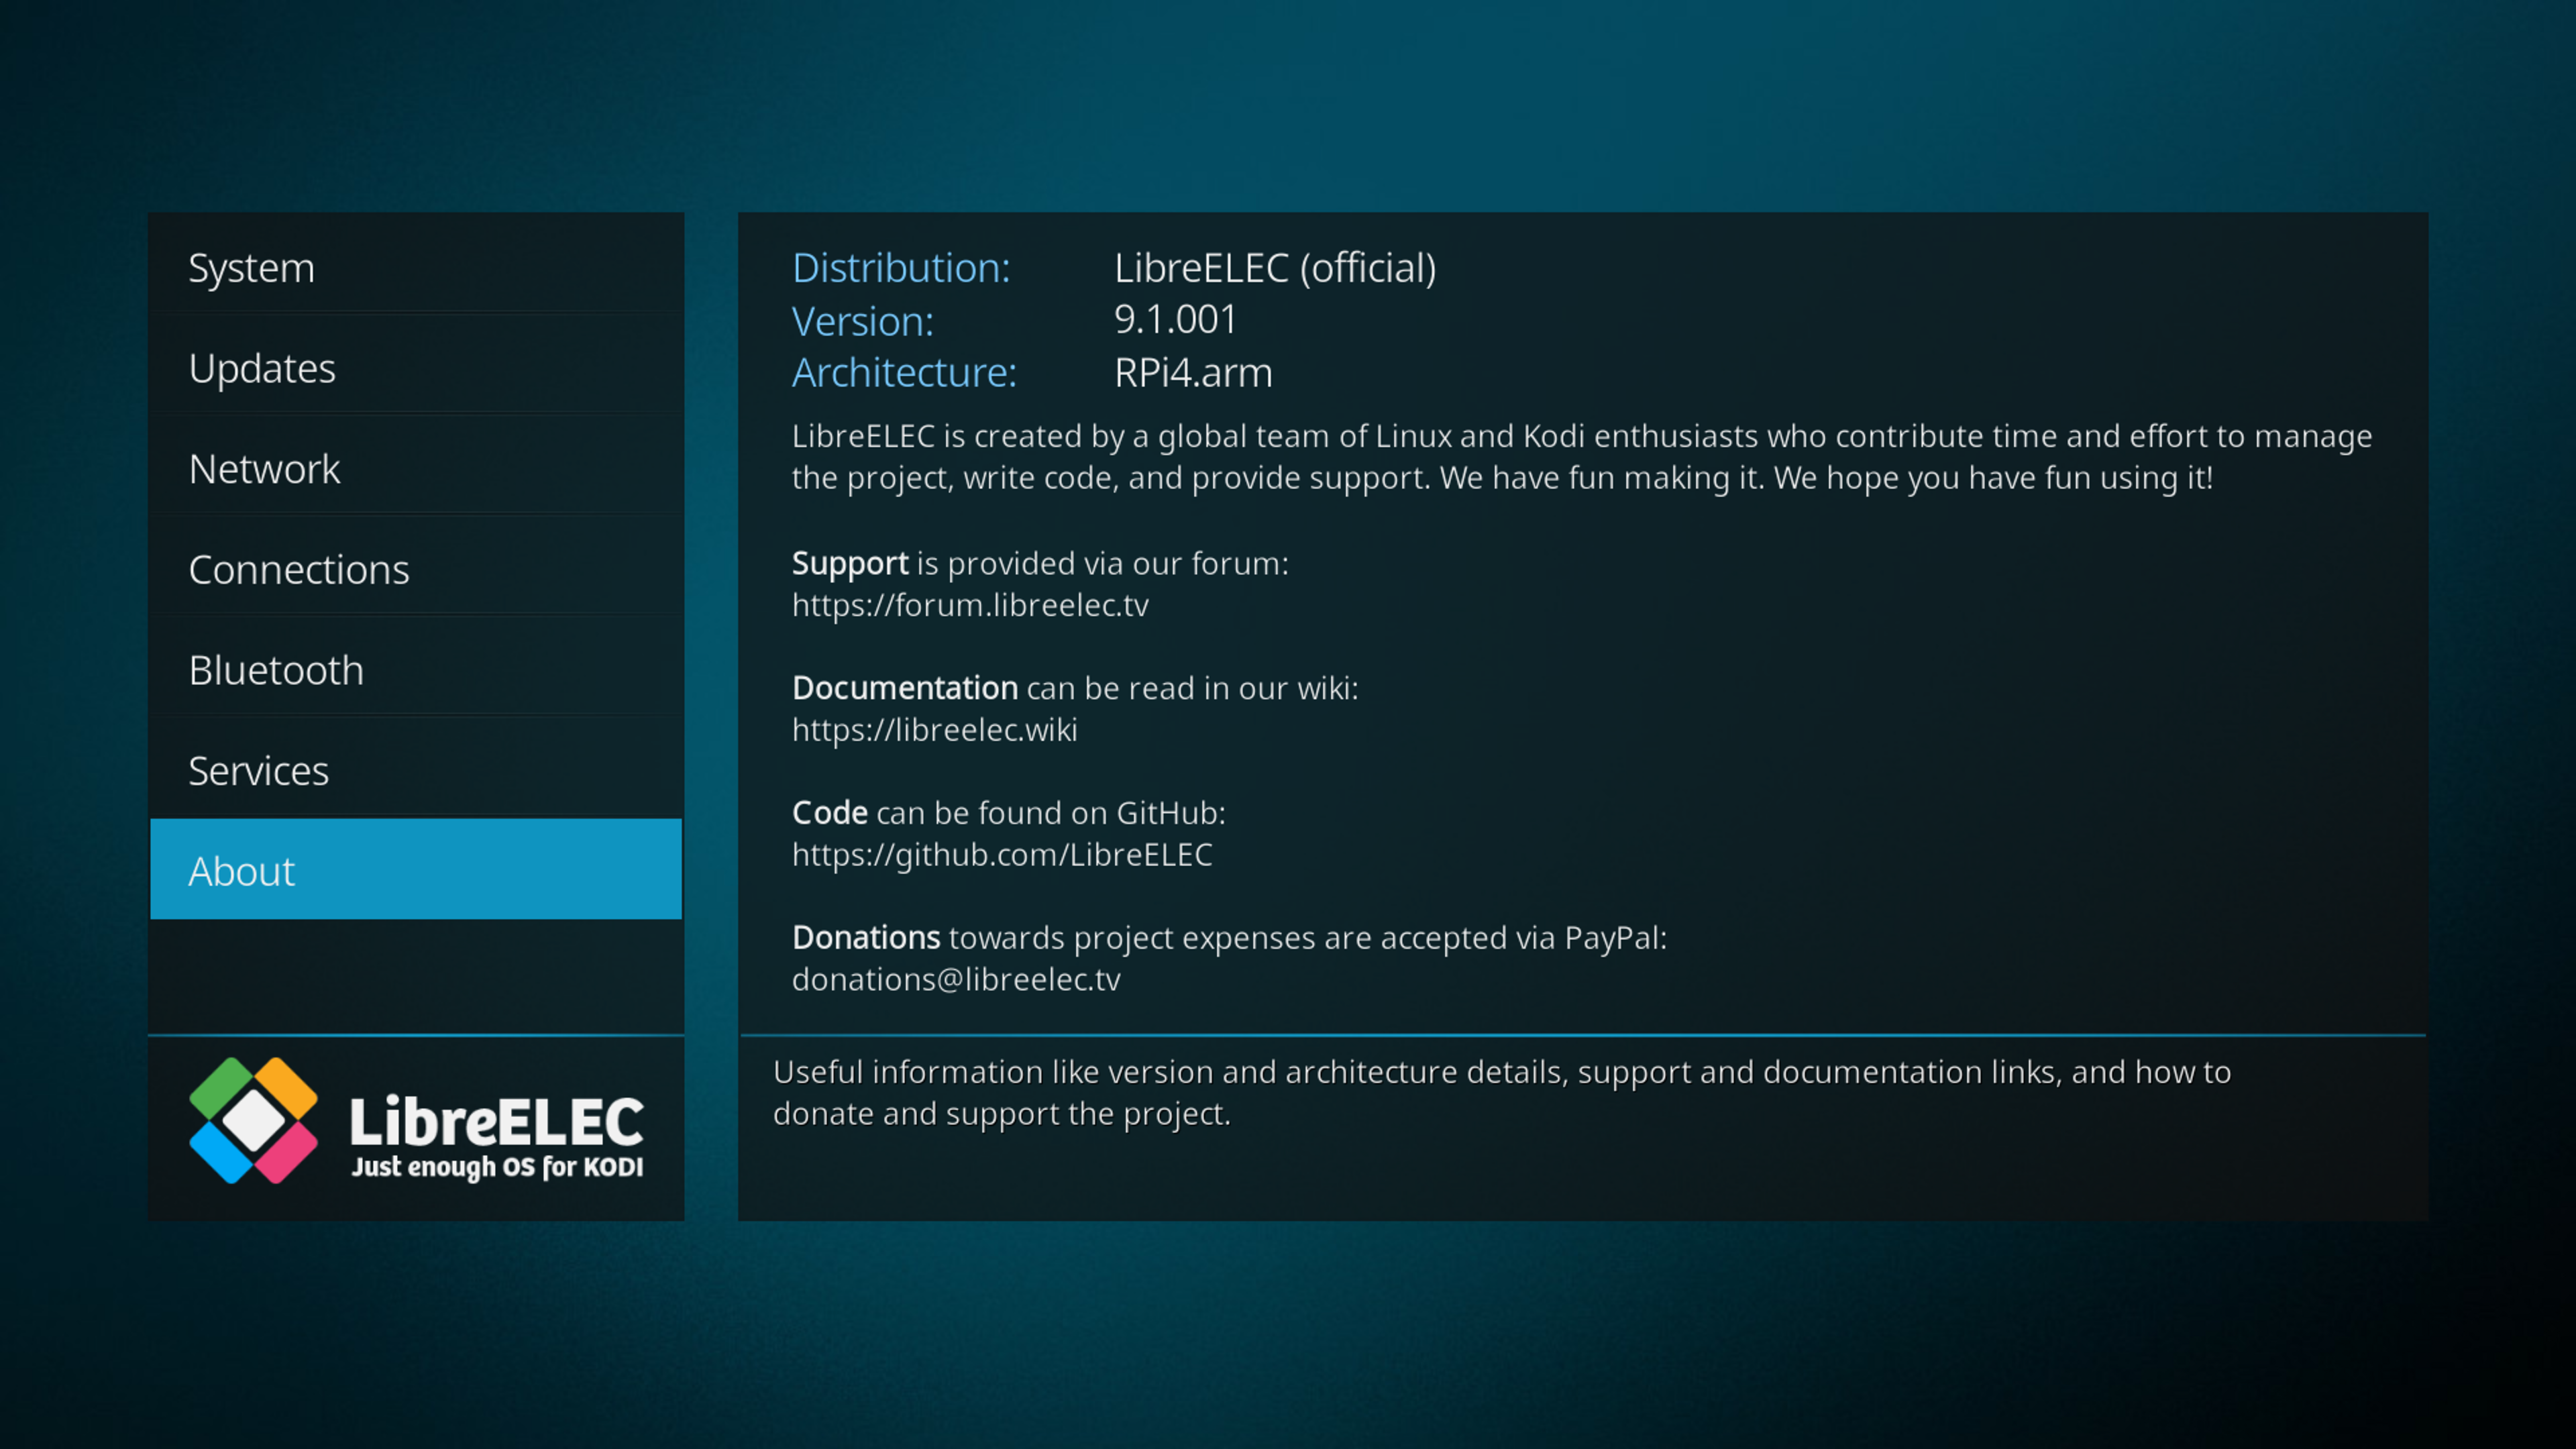 System
Updates
Network
Connections
Bluetooth
Services
About
LibreELEC
Just enough OS for KODI
Distribution: LibreELEC (official)
Version: 9.1.001
Architecture: RPi4.arm
LibreELEC is created by a global team of Linux and Kodi enthusiasts who contribute time and effort to manage
the project, write code, and provide support. We have fun making it. We hope you have fun using it!
Support is provided via our forum:
https://forum.libreelec.tv
Documentation can be read in our wiki:
https://libreelec.wiki
Code can be found on GitHub:
https://github.com/LibreELEC
Donations towards project expenses are accepted via PayPal:
donations@libreelec.tv
Useful information like version and architecture details, support and documentation links, and how to
donate and support the project.